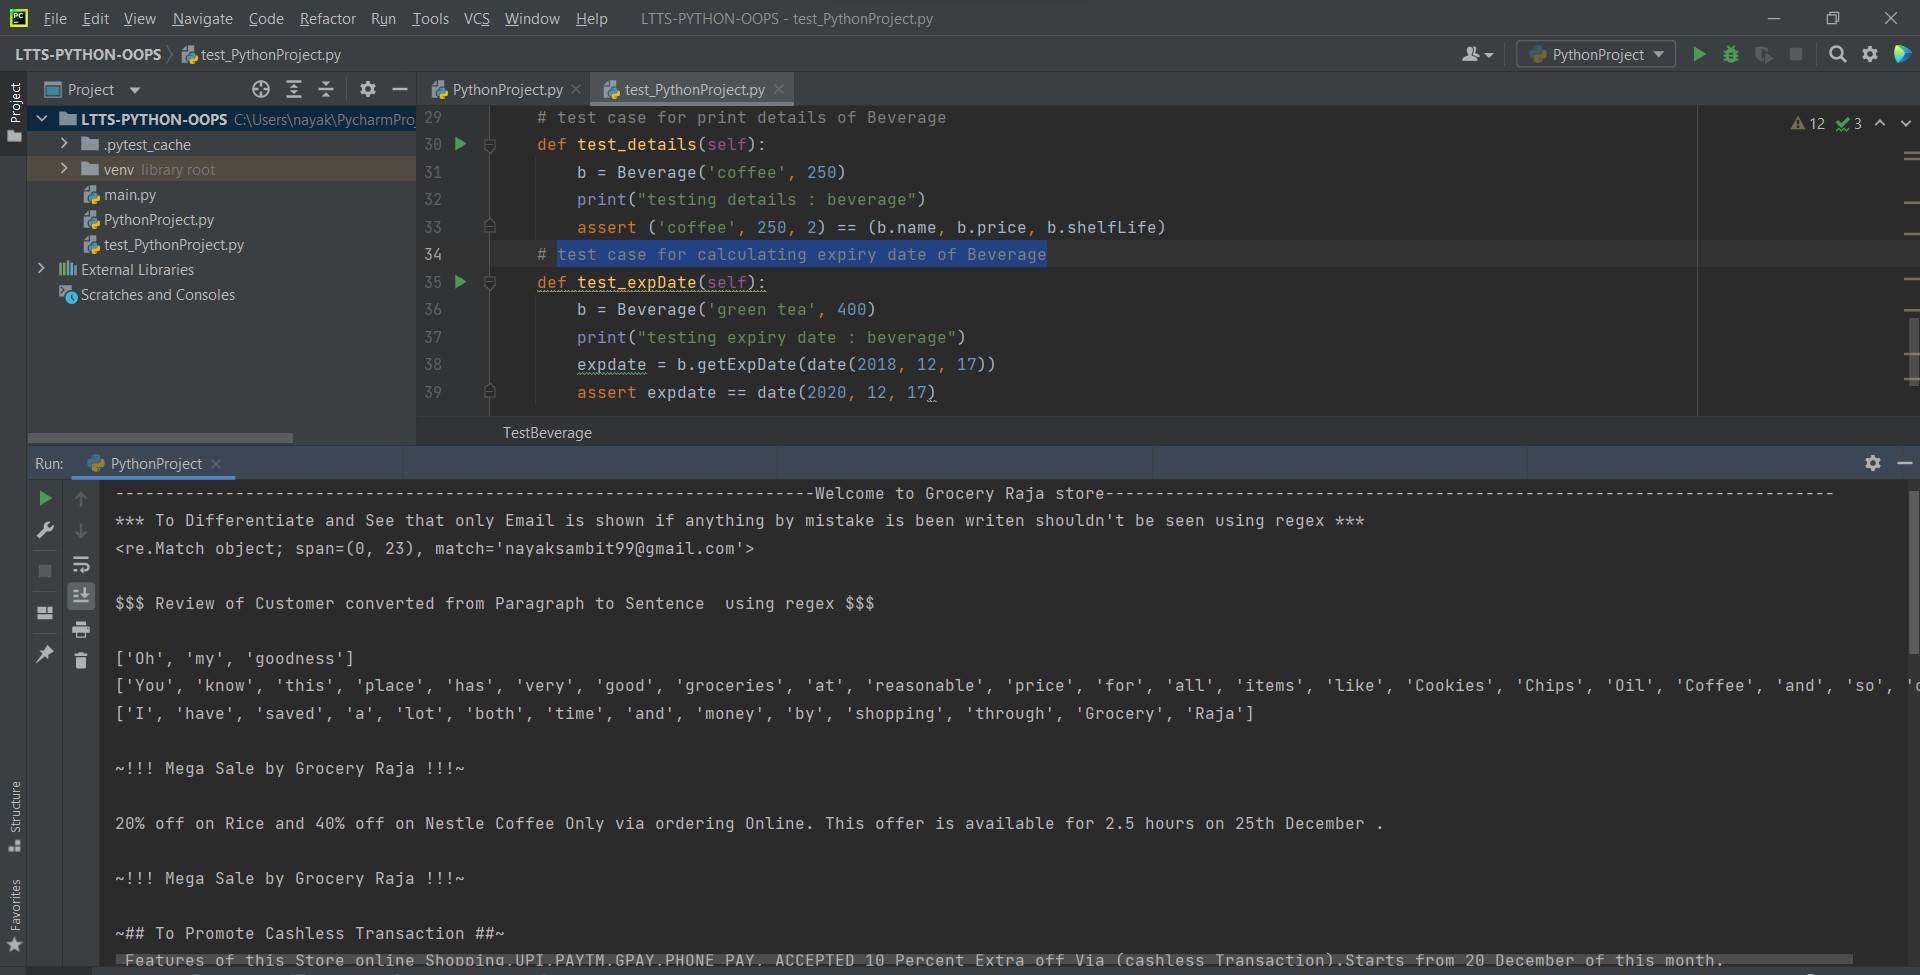 PC File Edit View Navigate Code Refactor Run Tools VCS Window Help LTTS-PYTHON-OOPS - test_PythonProject.py
LTTS-PYTHON-OOPS test_PythonProject.py PythonProject
Project
Project
LTTS-PYTHON-OOPS C:\Users\nayak\PycharmPro
.pytest_cache
venv library root
main.py
PythonProject.py
test_PythonProject.py
External Libraries
Scratches and Consoles
PythonProject.py test_PythonProject.py
12 3
29 # test case for print details of Beverage
30 def test_details(self):
31 b = Beverage('coffee', 250)
32 print("testing details : beverage")
33 assert ('coffee', 250, 2) == (b.name, b.price, b.shelfLife)
34 # test case for calculating expiry date of Beverage
35 def test_expDate(self):
36 b = Beverage('green tea', 400)
37 print("testing expiry date : beverage")
38 expdate = b.getExpDate(date(2018, 12, 17))
39 assert expdate == date(2020, 12, 17)
TestBeverage
Run: PythonProject
----------------------------------------------------------------------Welcome to Grocery Raja store-------------------------------------------------------------------------
*** To Differentiate and See that only Email is shown if anything by mistake is been writen shouldn't be seen using regex ***
<re.Match object; span=(0, 23), match='nayaksambit99@gmail.com'>
$$$ Review of Customer converted from Paragraph to Sentence  using regex $$$
['Oh', 'my', 'goodness']
['You', 'know', 'this', 'place', 'has', 'very', 'good', 'groceries', 'at', 'reasonable', 'price', 'for', 'all', 'items', 'like', 'Cookies', 'Chips', 'Oil', 'Coffee', 'and', 'so', '
['I', 'have', 'saved', 'a', 'lot', 'both', 'time', 'and', 'money', 'by', 'shopping', 'through', 'Grocery', 'Raja']
~!!! Mega Sale by Grocery Raja !!!~
20% off on Rice and 40% off on Nestle Coffee Only via ordering Online. This offer is available for 2.5 hours on 25th December .
~!!! Mega Sale by Grocery Raja !!!~
~## To Promote Cashless Transaction ##~
Features of this Store online Shopping,UPI,PAYTM,GPAY,PHONE PAY, ACCEPTED 10 Percent Extra off Via (cashless Transaction).Starts from 20 December of this month.
Structure
Favorites